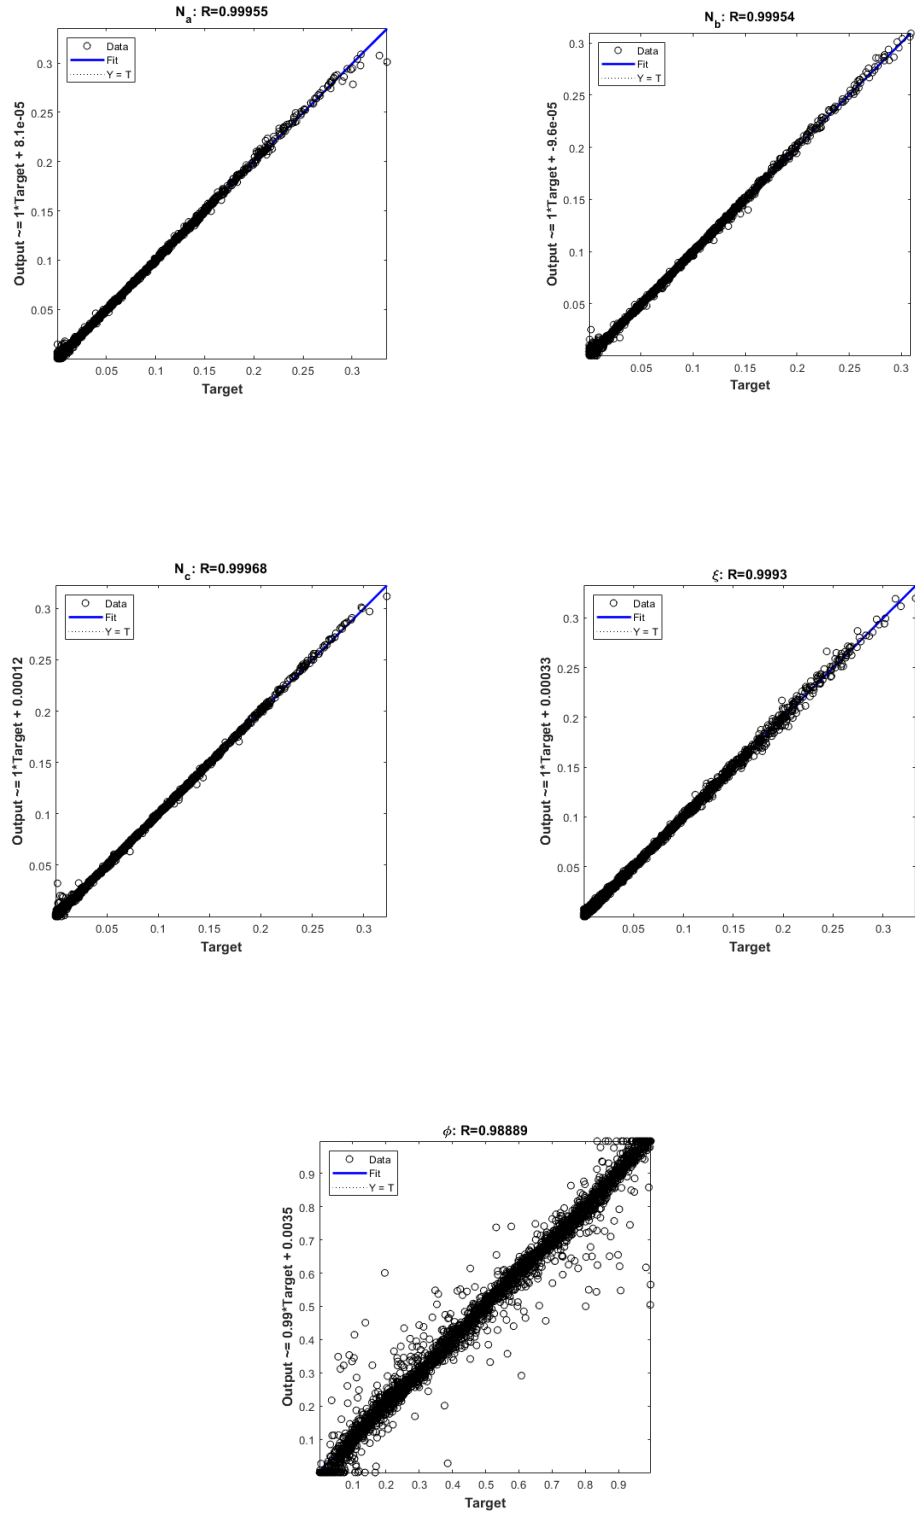 N_a: R=0.99955
Data
Fit
Y = T
Output ~= 1*Target + 8.1e-05
0.3
0.25
0.2
0.15
0.1
0.05
0.05 0.1 0.15 0.2 0.25 0.3
Target
N_b: R=0.99954
Data
Fit
Y = T
Output ~= 1*Target + -9.6e-05
0.3
0.25
0.2
0.15
0.1
0.05
0.05 0.1 0.15 0.2 0.25 0.3
Target
N_c: R=0.99968
Data
Fit
Y = T
Output ~= 1*Target + 0.00012
0.3
0.25
0.2
0.15
0.1
0.05
0.05 0.1 0.15 0.2 0.25 0.3
Target
ξ: R=0.9993
Data
Fit
Y = T
Output ~= 1*Target + 0.00033
0.3
0.25
0.2
0.15
0.1
0.05
0.05 0.1 0.15 0.2 0.25 0.3
Target
ϕ: R=0.98889
Data
Fit
Y = T
Output ~= 0.99*Target + 0.0035
0.9
0.8
0.7
0.6
0.5
0.4
0.3
0.2
0.1
0.1 0.2 0.3 0.4 0.5 0.6 0.7 0.8 0.9
Target